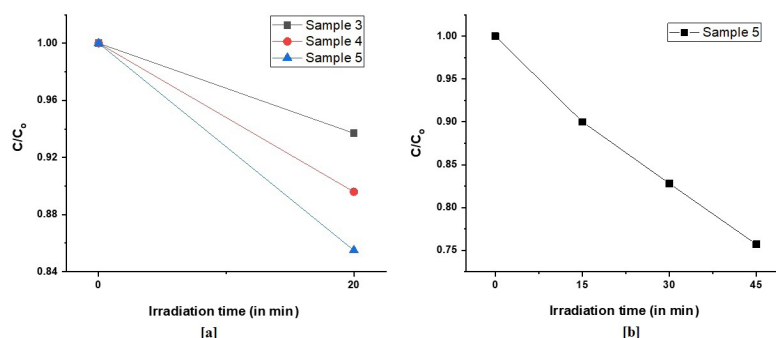 Sample 3
Sample 4
Sample 5
1.00
0.96
0.92
0.88
0.84
C/Co
0
20
Irradiation time (in min)
[a]
Sample 5
1.00
0.95
0.90
0.85
0.80
0.75
C/Co
0
15
30
45
Irradiation time (in min)
[b]